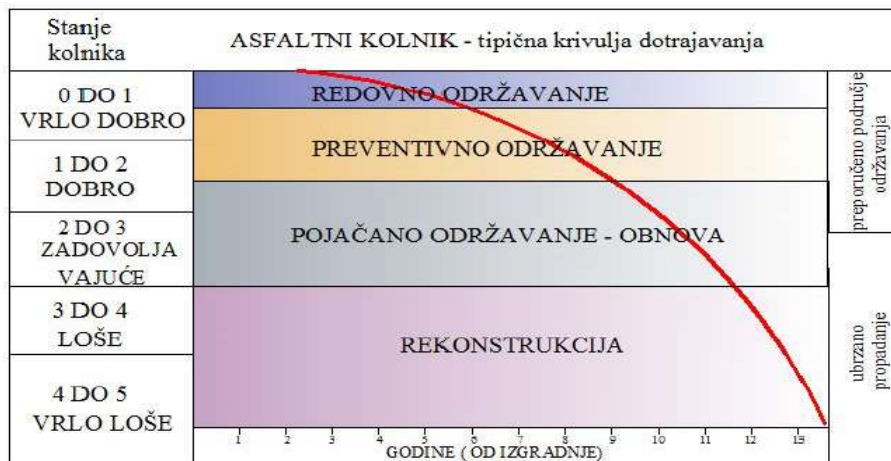 Stanje
kolnika
ASFALTNI KOLNIK - tipična krivulja dotrajavanja
0 DO 1
VRLO DOBRO
1 DO 2
DOBRO
2 DO 3
ZADOVOLJA
VAJUĆE
3 DO 4
LOŠE
4 DO 5
VRLO LOŠE
REDOVNO ODRŽAVANJE
PREVENTIVNO ODRŽAVANJE
POJAČANO ODRŽAVANJE - OBNOVA
REKONSTRUKCIJA
preporučeno područje
održavanja
ubrzano
propadanje
1 2 3 4 5 6 7 8 9 10 11 12 13
GODINE ( OD IZGRADNJE)